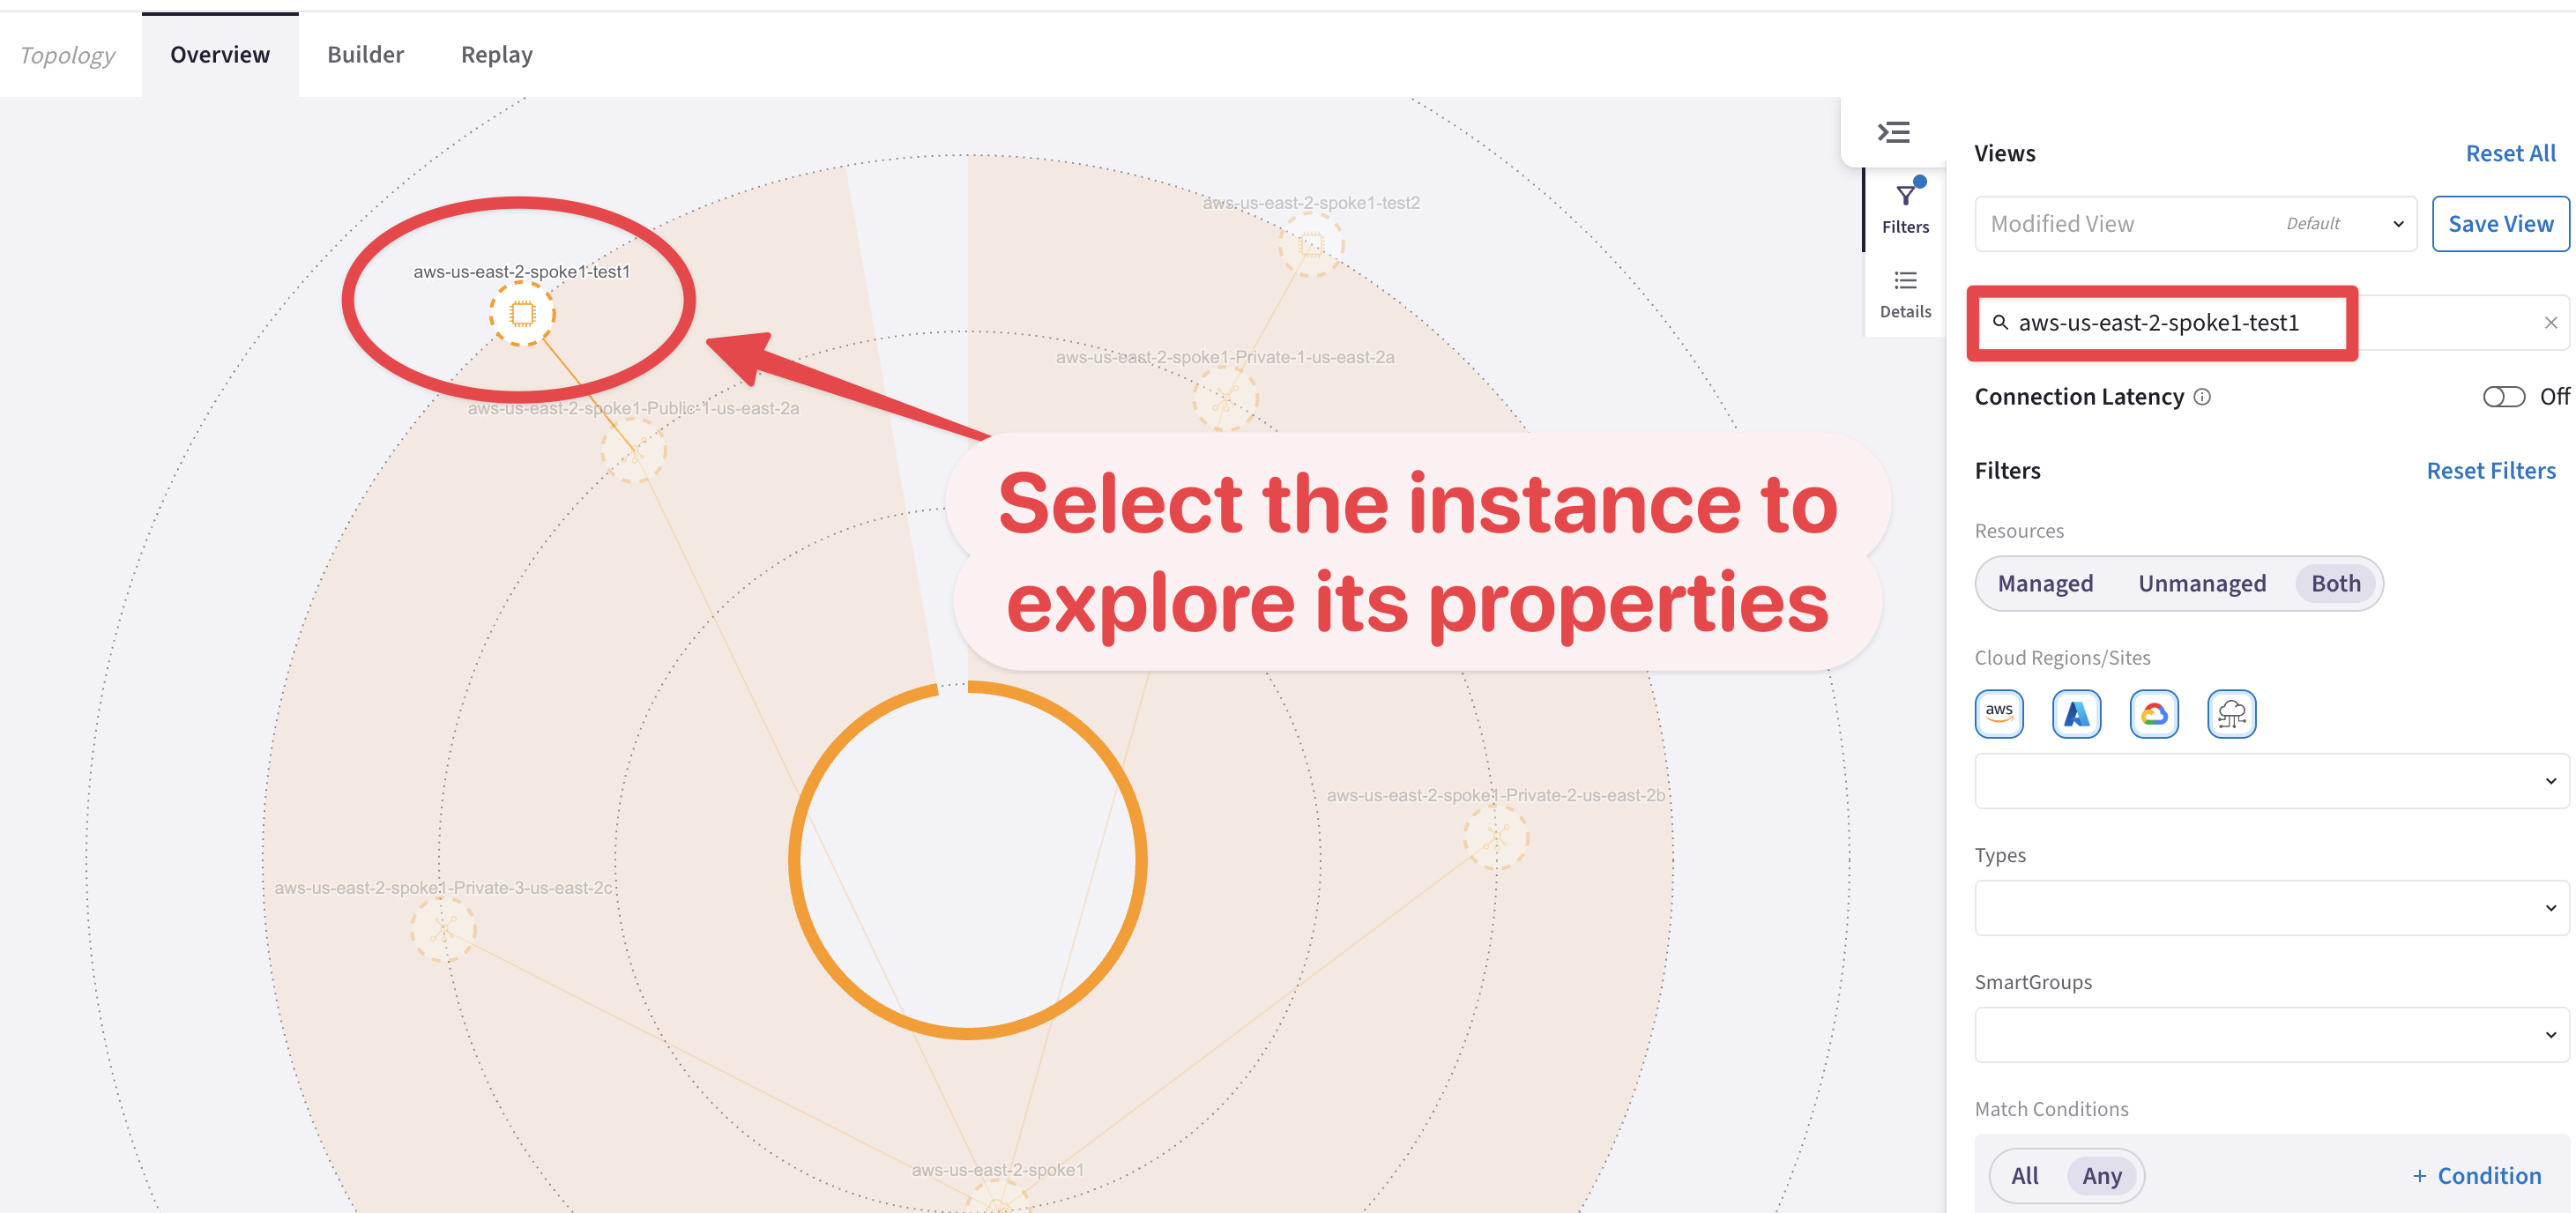 Topology
Overview
Builder
Replay
aws-us-east-2-spoke1-test2
aws-us-east-2-spoke1-test1
aws-us-east-2-spoke1-Private-1-us-east-2a
aws-us-east-2-spoke1-Public-1-us-east-2a
Select the instance to
explore its properties
aws-us-east-2-spoke1-Private-2-us-east-2b
aws-us-east-2-spoke1-Private-3-us-east-2c
aws-us-east-2-spoke1
Filters
Details
Views
Reset All
Modified View
Default
Save View
aws-us-east-2-spoke1-test1
Connection Latency
Off
Filters
Reset Filters
Resources
Managed
Unmanaged
Both
Cloud Regions/Sites
aws
Types
SmartGroups
Match Conditions
All
Any
+ Condition